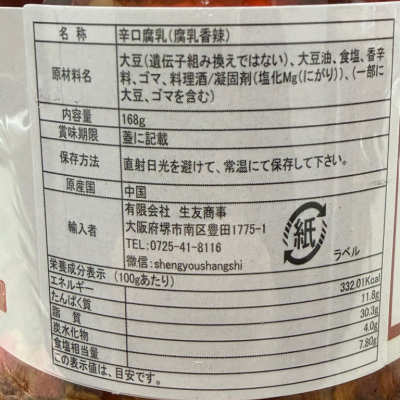 名 称 辛口腐乳(腐乳香辣)
原材料名 大豆(遺伝子組み換えではない)、大豆油、食塩、香辛
料、ゴマ、料理酒/凝固剤(塩化Mg(にがり))、(一部に
大豆、ゴマを含む)
内容量 168g
賞味期限 蓋に記載
保存方法 直射日光を避けて、常温にて保存して下さい。
原産国 中国
輸入者 有限会社 生友商事
大阪府堺市南区豊田1775-1
TEL:0725-41-8116
微信:shengyoushangshi
紙
ラベル
栄養成分表示 (100gあたり)
エネルギー 332.01Kcal
たんぱく質 11.8g
脂 質 30.3g
炭水化物 4.0g
食塩相当量 7.80g
この表示値は、目安です。